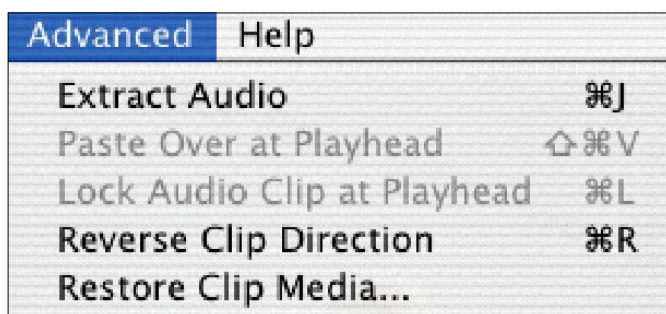 Advanced Help
Extract Audio ⌘J
Paste Over at Playhead ⇧⌘V
Lock Audio Clip at Playhead ⌘L
Reverse Clip Direction ⌘R
Restore Clip Media...